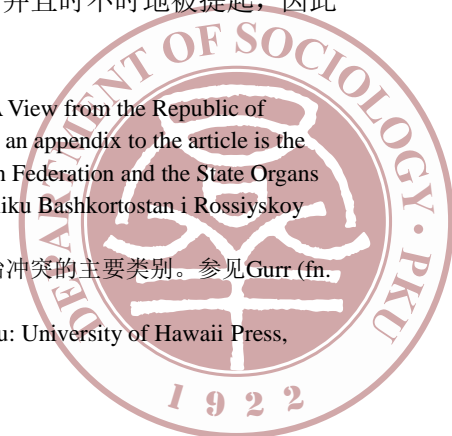 并且时不时地被提起，因此
A View from the Republic of
an appendix to the article is the
n Federation and the State Organs
iku Bashkortostan i Rossiyskoy
治冲突的主要类别。参见Gurr (fn.
u: University of Hawaii Press,
DEPARTMENT OF SOCIOLOGY · PKU
1922